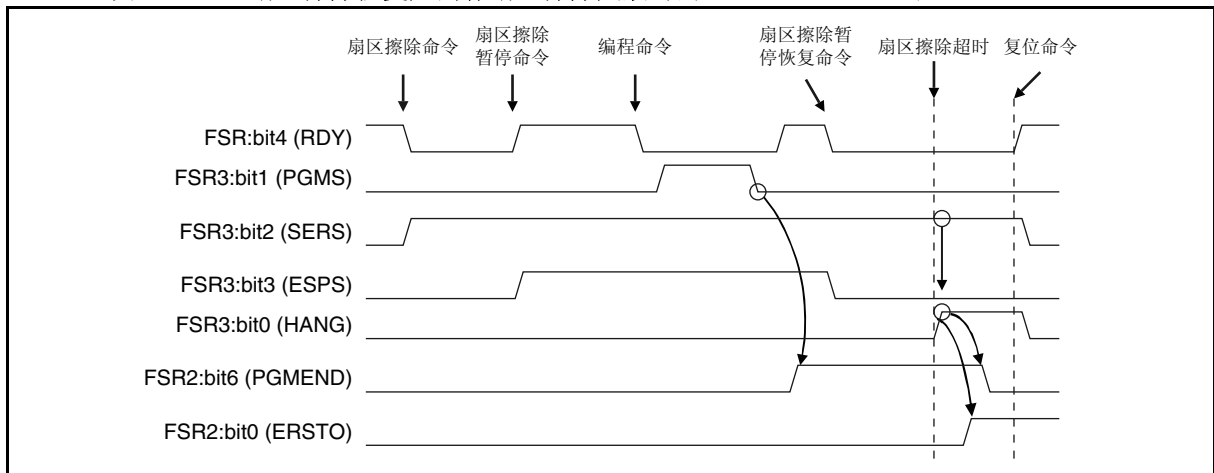 扇区擦除命令
扇区擦除
暂停命令
编程命令
扇区擦除暂
停恢复命令
扇区擦除超时
复位命令
FSR:bit4 (RDY)
FSR3:bit1 (PGMS)
FSR3:bit2 (SERS)
FSR3:bit3 (ESPS)
FSR3:bit0 (HANG)
FSR2:bit6 (PGMEND)
FSR2:bit0 (ERSTO)